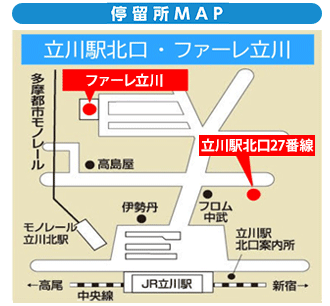 停留所MAP
立川駅北口・ファーレ立川
ファーレ立川
多摩都市モノレール
立川駅北口27番線
高島屋
伊勢丹
フロム
中武
モノレール
立川北駅
立川駅
北口案内所
←高尾
JR立川駅
新宿→
中央線